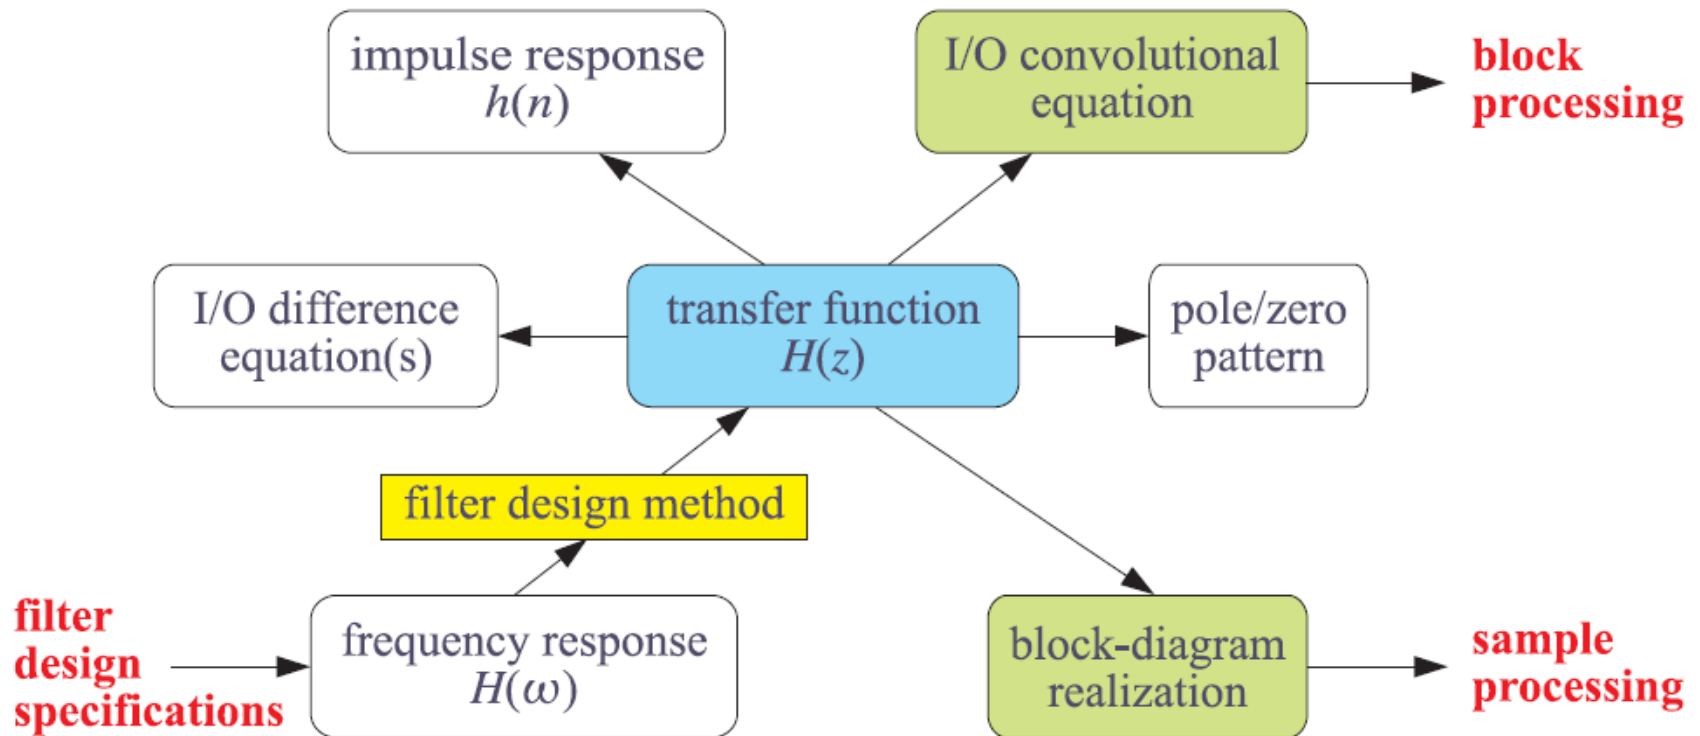 impulse response
h(n)
I/O convolutional
equation
block
processing
I/O difference
equation(s)
transfer function
H(z)
pole/zero
pattern
filter design method
filter
design
specifications
frequency response
H(ω)
block-diagram
realization
sample
processing